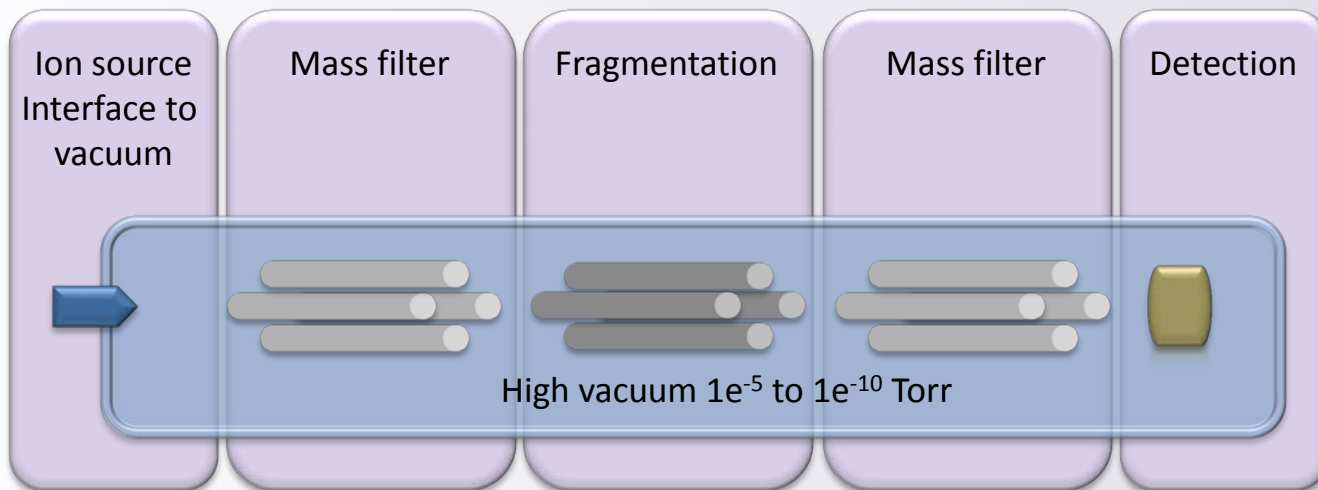 Ion source
Interface to
vacuum
Mass filter
Fragmentation
Mass filter
Detection
High vacuum 1e⁻⁵ to 1e⁻¹⁰ Torr